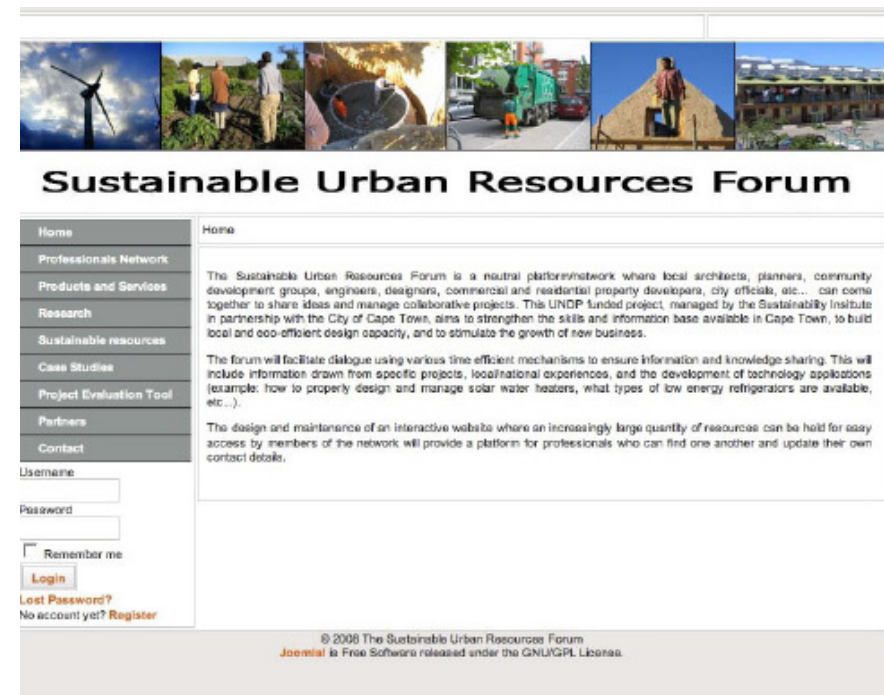 Sustainable Urban Resources Forum
Home
Professionals Network
Products and Services
Research
Sustainable resources
Case Studies
Project Evaluation Tool
Partners
Contact
Username
Password
Remember me
Login
Lost Password?
No account yet? Register
Home
The Sustainable Urban Resources Forum is a neutral platform/network where local architects, planners, community
development groups, engineers, designers, commercial and residential property developers, city officials, etc... can come
together to share ideas and manage collaborative projects. This UNDP funded project, managed by the Sustainability Institute
in partnership with the City of Cape Town, aims to strengthen the skills and information base available in Cape Town, to build
local and eco-efficient design capacity, and to stimulate the growth of new business.
The forum will facilitate dialogue using various time efficient mechanisms to ensure information and knowledge sharing. This will
include information drawn from specific projects, local/national experiences, and the development of technology applications
(example: how to properly design and manage solar water heaters, what types of low energy refrigerators are available,
etc...).
The design and maintenance of an interactive website where an increasingly large quantity of resources can be held for easy
access by members of the network will provide a platform for professionals who can find one another and update their own
contact details.
© 2008 The Sustainable Urban Resources Forum
Joomla! is Free Software released under the GNU/GPL License.